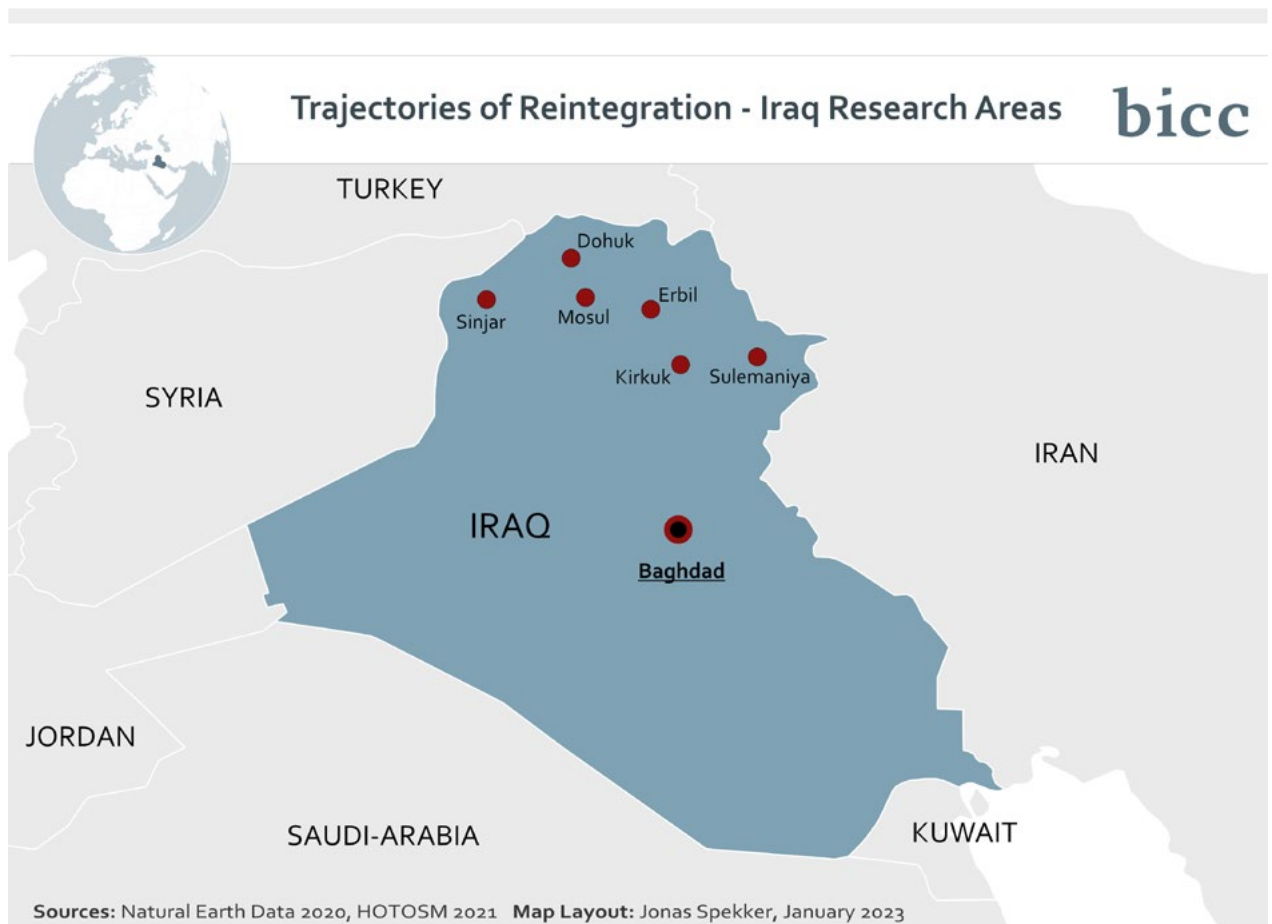 Trajectories of Reintegration - Iraq Research Areas
bicc
TURKEY
Dohuk
Sinjar
Mosul
Erbil
Kirkuk
Sulemaniya
SYRIA
IRAN
IRAQ
Baghdad
JORDAN
SAUDI-ARABIA
KUWAIT
Sources: Natural Earth Data 2020, HOTOSM 2021 Map Layout: Jonas Spekker, January 2023